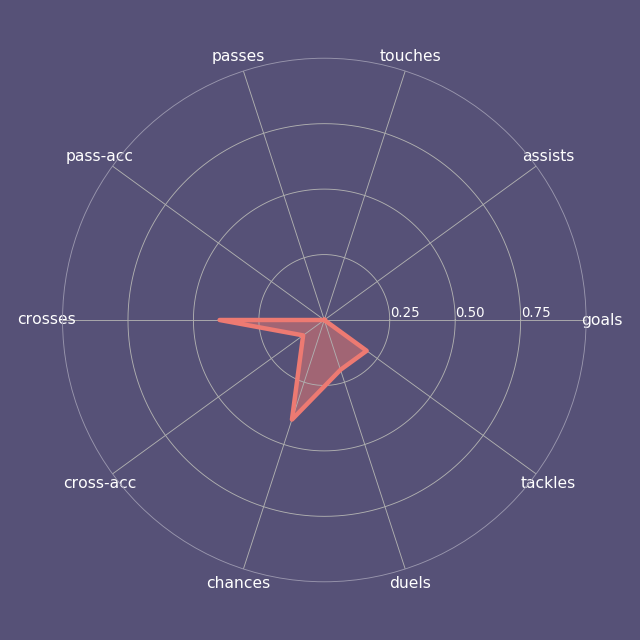 passes
touches
pass-acc
assists
crosses
0.25
0.50
0.75
goals
cross-acc
tackles
chances
duels